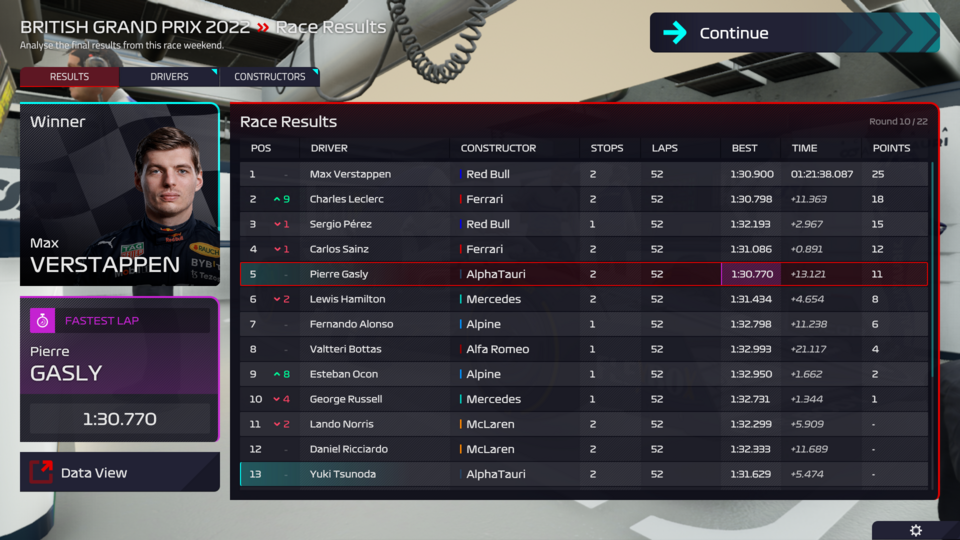 BRITISH GRAND PRIX 2022 » Race Results
Analyse the final results from this race weekend.
Continue
RESULTS DRIVERS CONSTRUCTORS
Winner
Max
VERSTAPPEN
FASTEST LAP
Pierre
GASLY
1:30.770
Data View
Race Results
Round 10 / 22
POS DRIVER CONSTRUCTOR STOPS LAPS BEST TIME POINTS
1 - Max Verstappen Red Bull 2 52 1:30.900 01:21:38.087 25
2 9 Charles Leclerc Ferrari 2 52 1:30.798 +11.363 18
3 1 Sergio Pérez Red Bull 1 52 1:32.193 +2.967 15
4 1 Carlos Sainz Ferrari 2 52 1:31.086 +0.891 12
5 - Pierre Gasly AlphaTauri 2 52 1:30.770 +13.121 11
6 2 Lewis Hamilton Mercedes 2 52 1:31.434 +4.654 8
7 - Fernando Alonso Alpine 1 52 1:32.798 +11.238 6
8 - Valtteri Bottas Alfa Romeo 1 52 1:32.993 +21.117 4
9 8 Esteban Ocon Alpine 1 52 1:32.950 +1.662 2
10 4 George Russell Mercedes 1 52 1:32.731 +1.344 1
11 2 Lando Norris McLaren 2 52 1:32.299 +5.909 -
12 - Daniel Ricciardo McLaren 2 52 1:32.333 +11.689 -
13 - Yuki Tsunoda AlphaTauri 2 52 1:31.629 +5.474 -